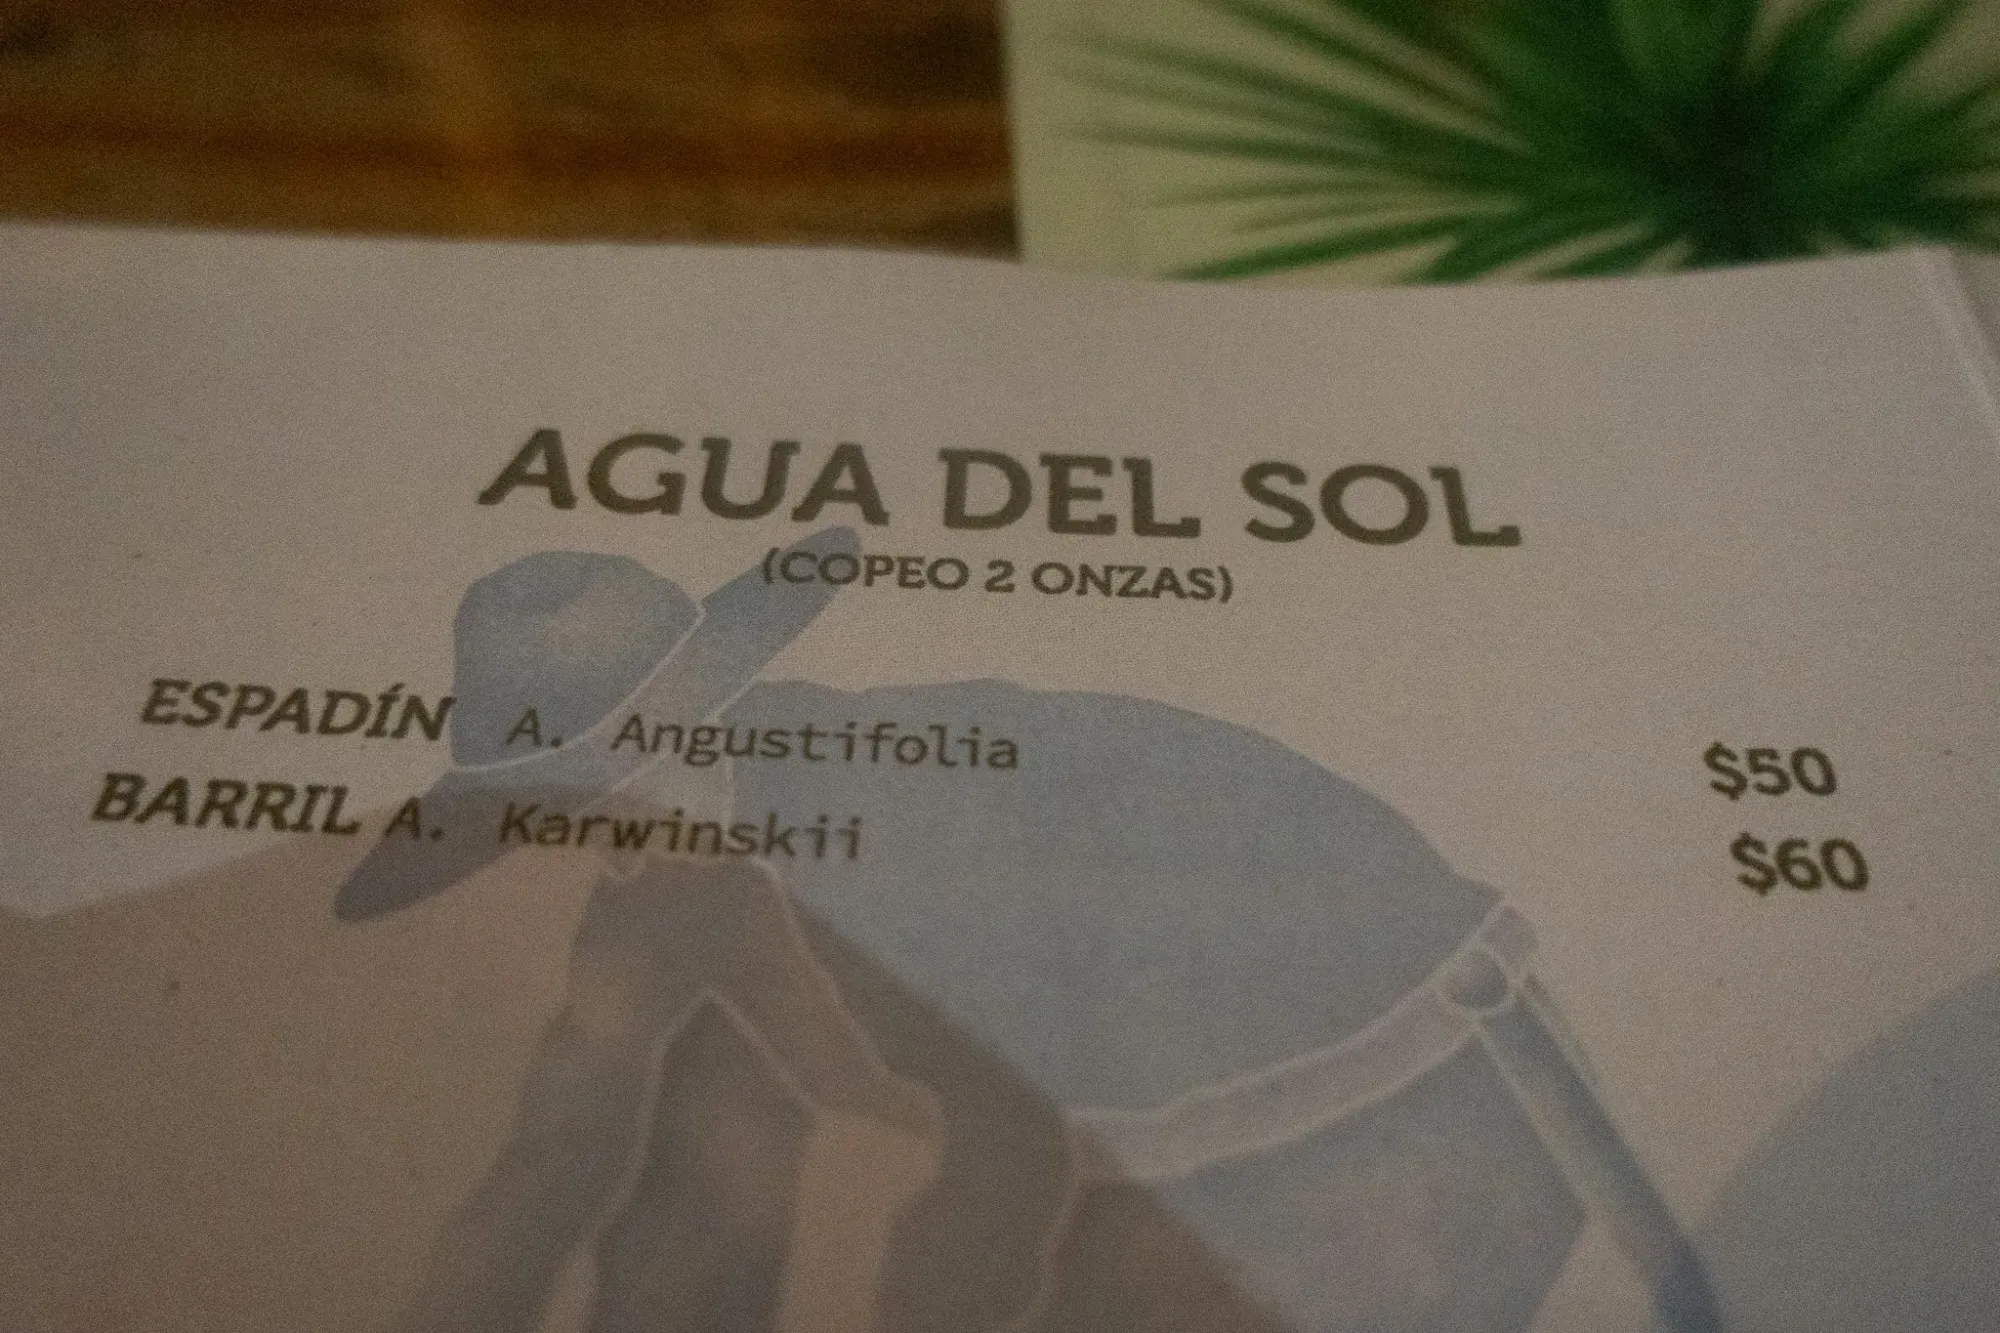 AGUA DEL SOL
(COPEO 2 ONZAS)
ESPADÍN A. Angustifolia $50
BARRIL A. Karwinskii $60